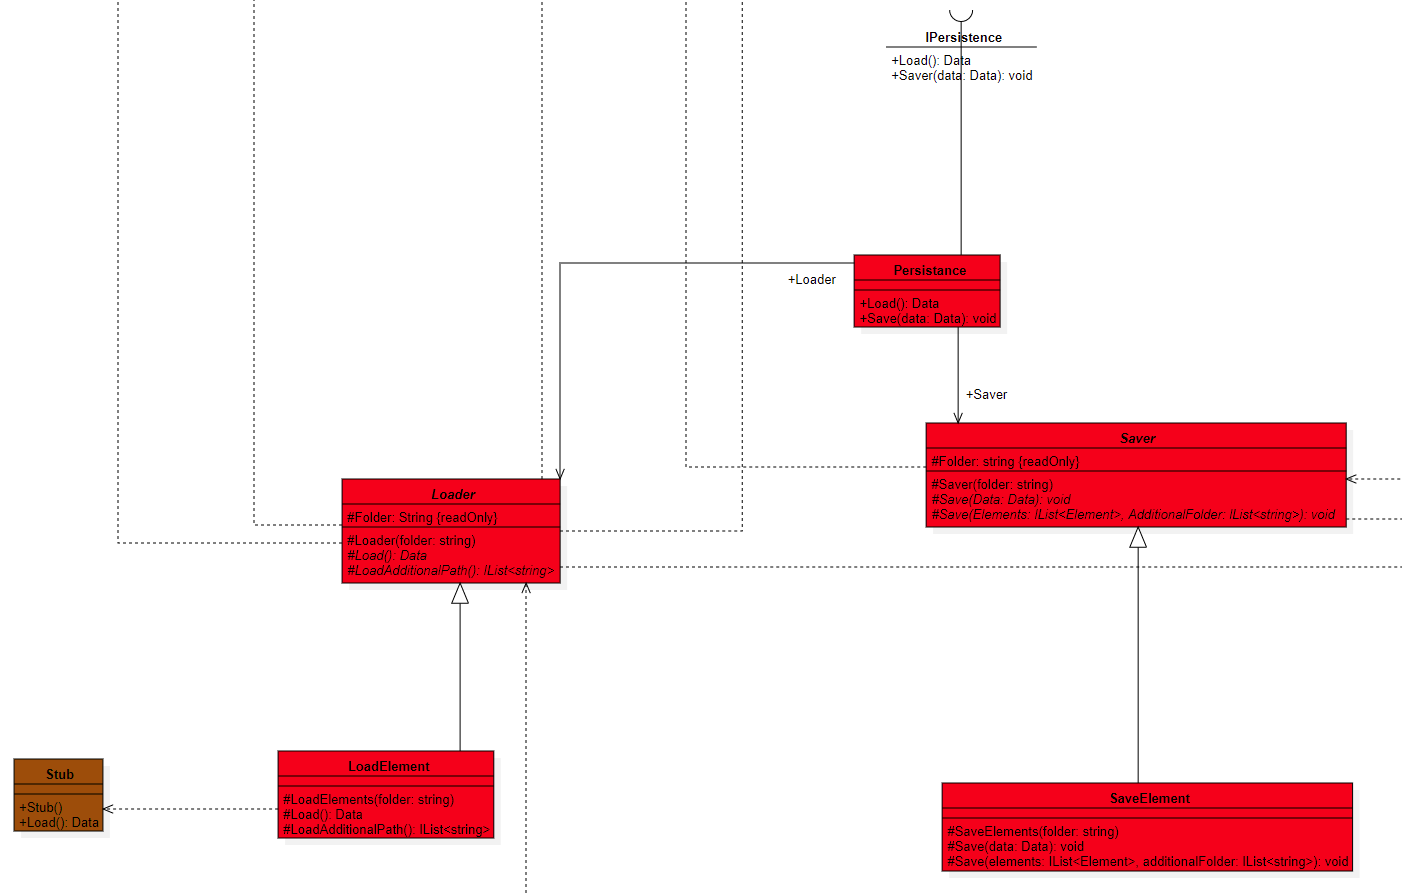 IPersistence
+Load(): Data
+Saver(data: Data): void
Persistance
+Load(): Data
+Save(data: Data): void
+Loader
+Saver
Saver
#Folder: string {readOnly}
#Saver(folder: string)
#Save(Data: Data): void
#Save(Elements: IList<Element>, AdditionalFolder: IList<string>): void
Loader
#Folder: String {readOnly}
#Loader(folder: string)
#Load(): Data
#LoadAdditionalPath(): IList<string>
Stub
+Stub()
+Load(): Data
LoadElement
#LoadElements(folder: string)
#Load(): Data
#LoadAdditionalPath(): IList<string>
SaveElement
#SaveElements(folder: string)
#Save(data: Data): void
#Save(elements: IList<Element>, additionalFolder: IList<string>): void